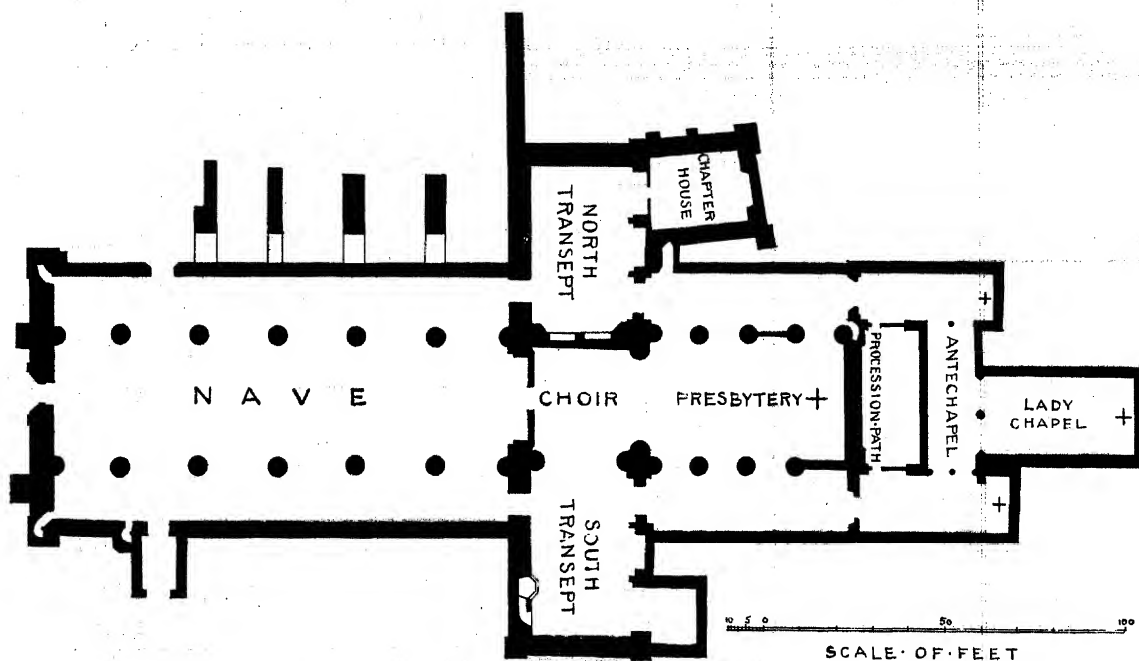 CHAPTER
HOUSE
NORTH
TRANSEPT
NAVE
CHOIR
PRESBYTERY
PROCESSION·PATH
ANTECHAPEL
LADY
CHAPEL
SOUTH
TRANSEPT
10 5 0 50 100
SCALE·OF·FEET